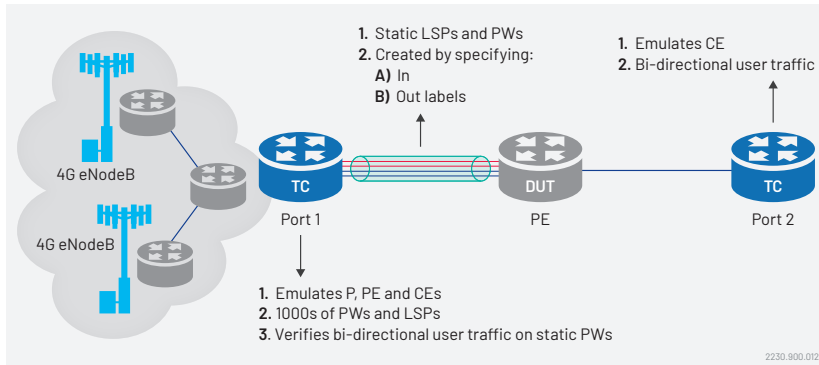 1. Static LSPs and PWs
2. Created by specifying:
A) In
B) Out labels
1. Emulates CE
2. Bi-directional user traffic
4G eNodeB
4G eNodeB
TC
Port 1
DUT
PE
TC
Port 2
1. Emulates P, PE and CEs
2. 1000s of PWs and LSPs
3. Verifies bi-directional user traffic on static PWs
2230.900.012